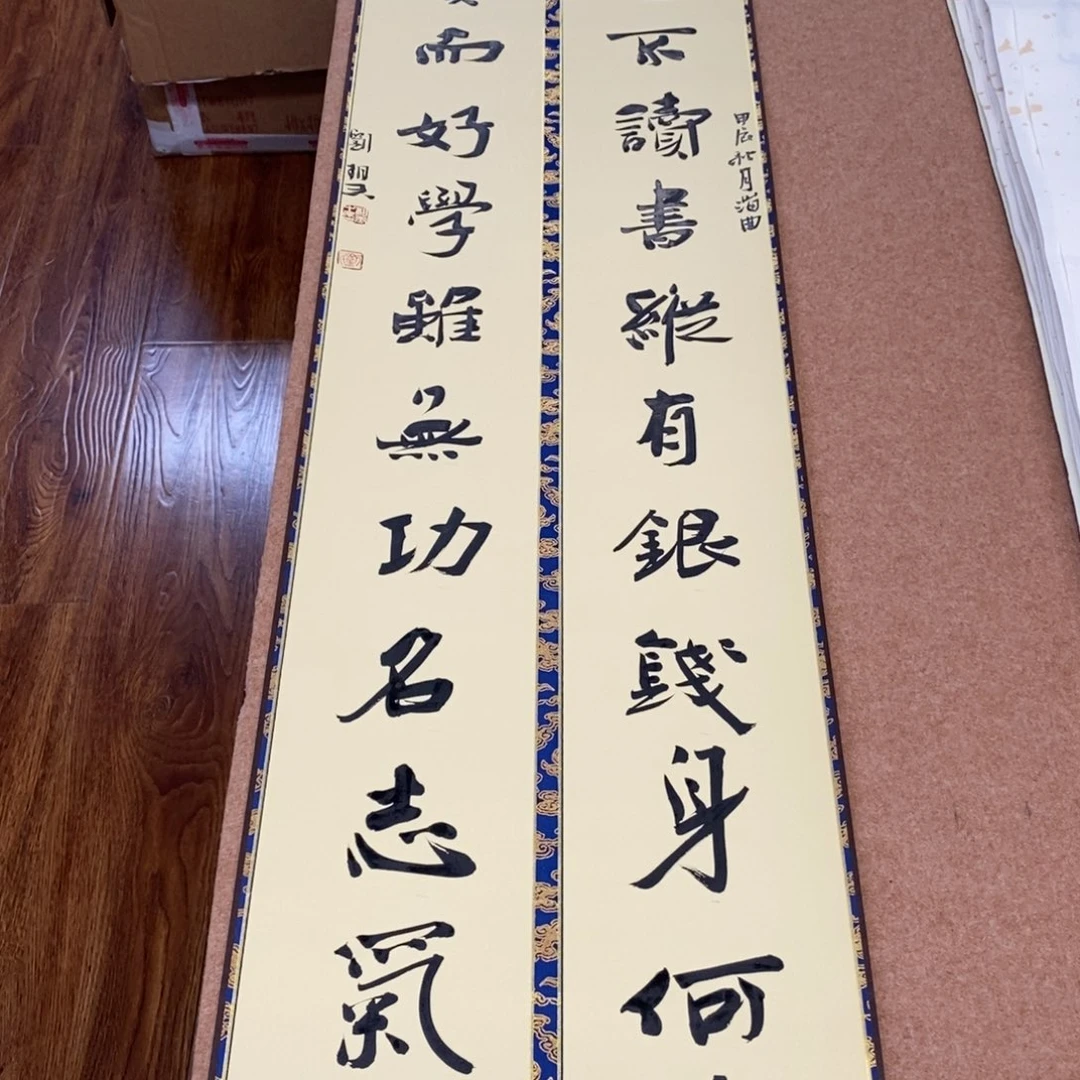 甲辰秋月
不讀書縱有銀錢身何
而好學雖無功名志氣
劉